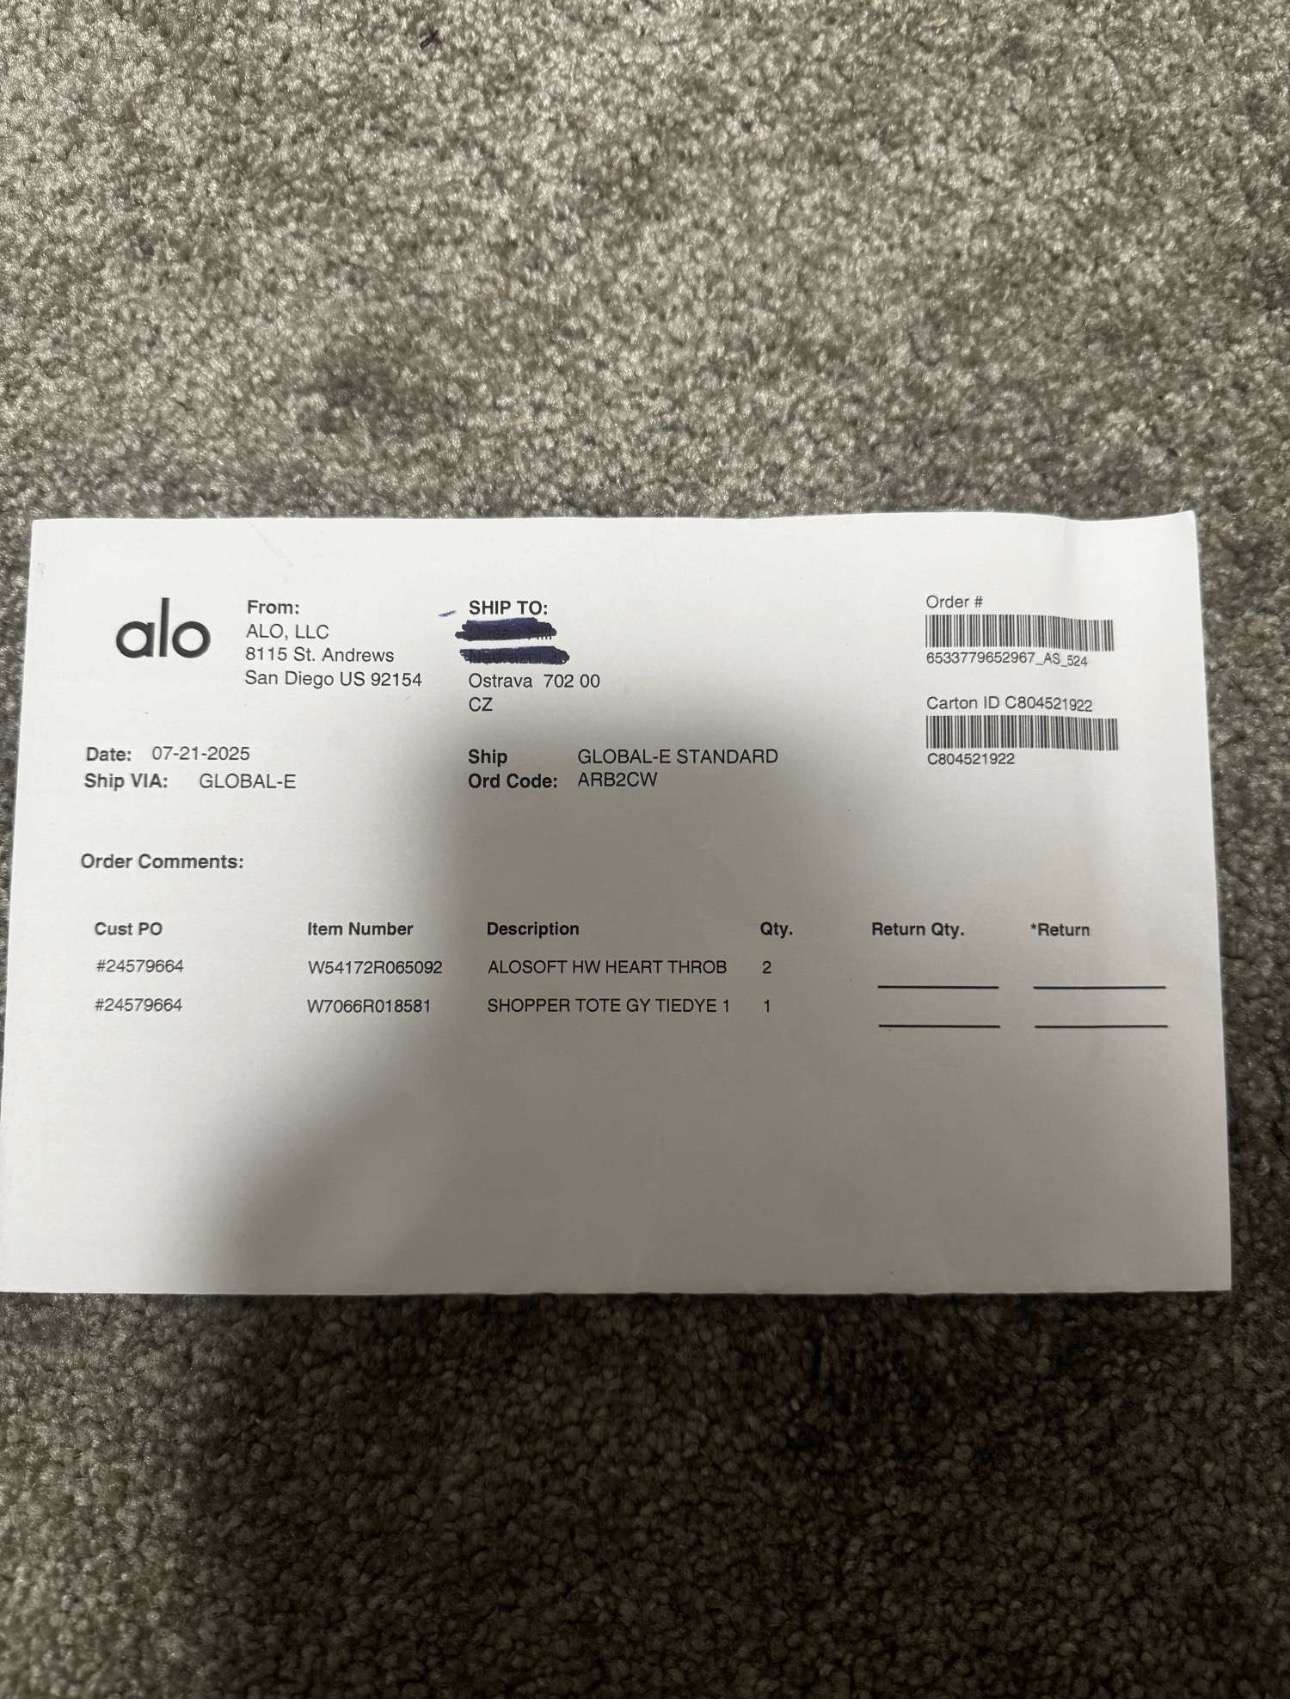 alo
From:
ALO, LLC
8115 St. Andrews
San Diego US 92154
SHIP TO:
Ostrava 702 00
CZ
Order #
6533779652967_AS_524
Carton ID C804521922
C804521922
Date: 07-21-2025
Ship VIA: GLOBAL-E
Ship GLOBAL-E STANDARD
Ord Code: ARB2CW
Order Comments:
Cust PO Item Number Description Qty. Return Qty. *Return
#24579664 W54172R065092 ALOSOFT HW HEART THROB 2
#24579664 W7066R018581 SHOPPER TOTE GY TIEDYE 1 1